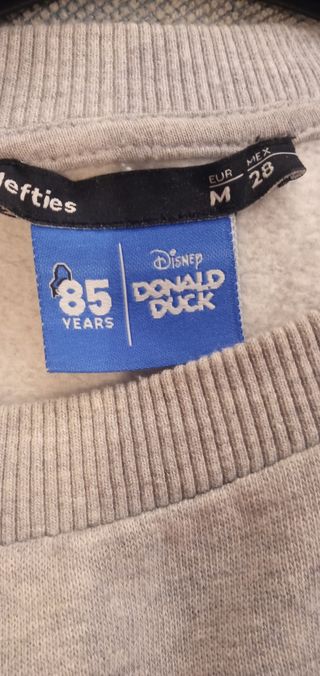 lefties
EUR
M
MEX
28
85
YEARS
Disney
DONALD
DUCK